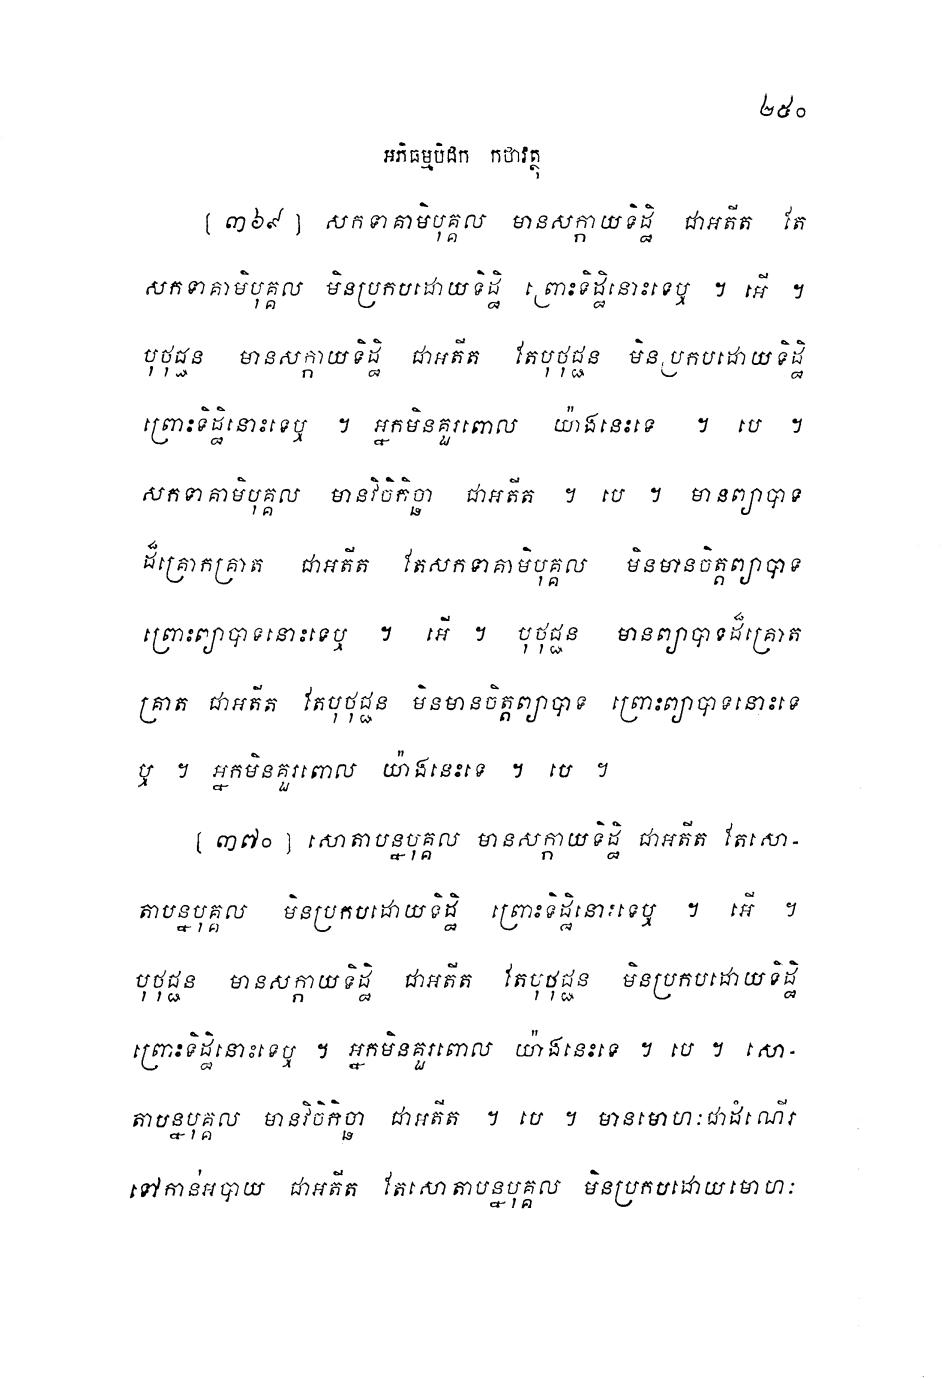 ២៥០
អភិធម្មបិដក កថាវត្ថុ
[ ៣៦៩ ] សកទាគាមិបុគ្គល មានសក្កាយទិដ្ឋិ ជាអតីត តែ
សកទាគាមិបុគ្គល មិនប្រកបដោយទិដ្ឋិ ព្រោះទិដ្ឋិនោះទេឬ ។ អើ ។
បុថុជ្ជន មានសក្កាយទិដ្ឋិ ជាអតីត តែបុថុជ្ជន មិនប្រកបដោយទិដ្ឋិ
ព្រោះទិដ្ឋិនោះទេឬ ។ អ្នកមិនគួរពោល យ៉ាងនេះទេ ។ បេ ។
សកទាគាមិបុគ្គល មានវិចិកិច្ឆា ជាអតីត ។ បេ ។ មានព្យាបាទ
ដ៏គ្រោតគ្រាត ជាអតីត តែសកទាគាមិបុគ្គល មិនមានចិត្តព្យាបាទ
ព្រោះព្យាបាទនោះទេឬ ។ អើ ។ បុថុជ្ជន មានព្យាបាទដ៏គ្រោត
គ្រាត ជាអតីត តែបុថុជ្ជន មិនមានចិត្តព្យាបាទ ព្រោះព្យាបាទនោះទេ
ឬ ។ អ្នកមិនគួរពោល យ៉ាងនេះទេ ។ បេ ។
[ ៣៧០ ] សោតាបន្នបុគ្គល មានសក្កាយទិដ្ឋិ ជាអតីត តែសោ-
តាបន្នបុគ្គល មិនប្រកបដោយទិដ្ឋិ ព្រោះទិដ្ឋិនោះទេឬ ។ អើ ។
បុថុជ្ជន មានសក្កាយទិដ្ឋិ ជាអតីត តែបុថុជ្ជន មិនប្រកបដោយទិដ្ឋិ
ព្រោះទិដ្ឋិនោះទេឬ ។ អ្នកមិនគួរពោល យ៉ាងនេះទេ ។ បេ ។ សោ-
តាបន្នបុគ្គល មានវិចិកិច្ឆា ជាអតីត ។ បេ ។ មានមោហៈជាដំណើរ
ទៅកាន់អបាយ ជាអតីត តែសោតាបន្នបុគ្គល មិនប្រកបដោយមោហៈ